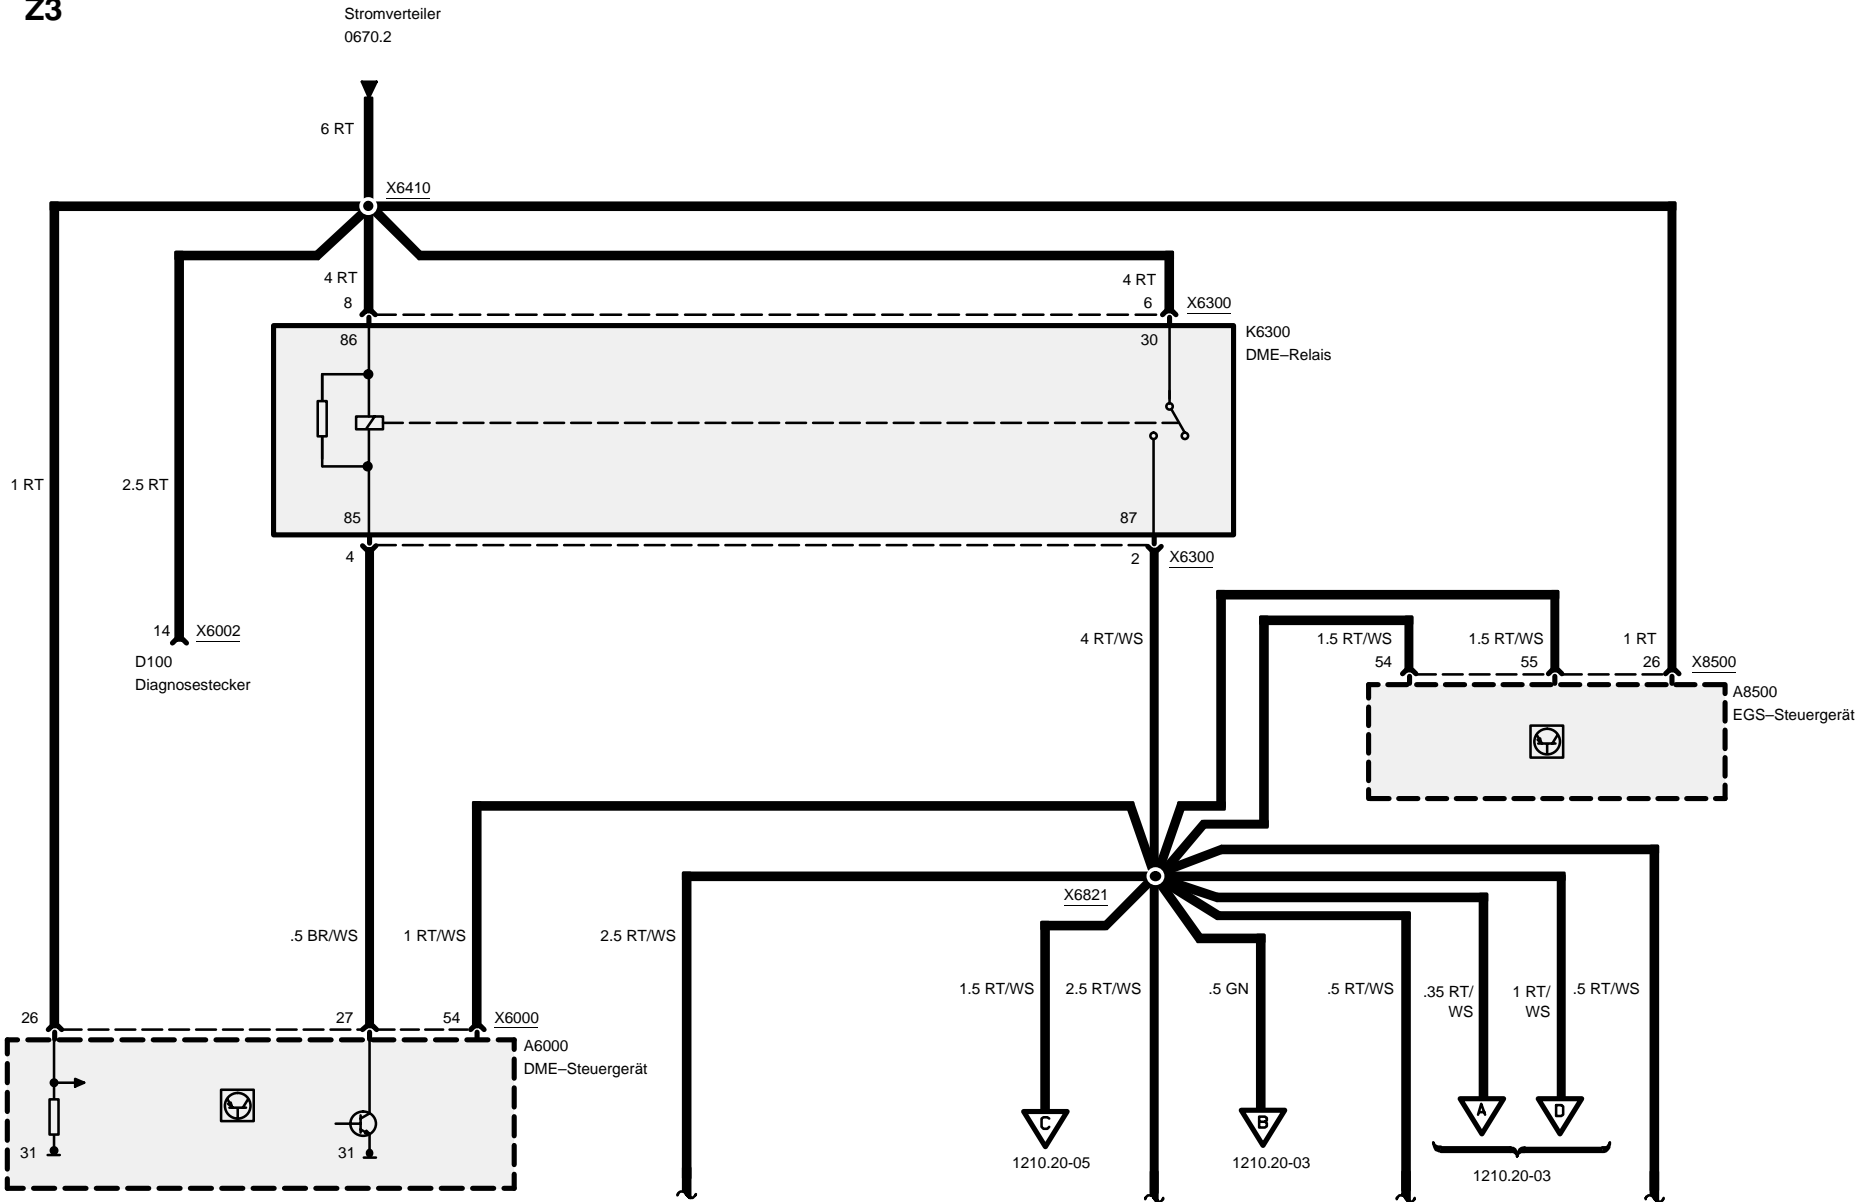 Z3
Stromverteiler
0670.2
6 RT
X6410
4 RT
4 RT
8
6
X6300
86
30
K6300
DME–Relais
1 RT
2.5 RT
85
87
4
2
X6300
14
X6002
D100
Diagnosestecker
4 RT/WS
1.5 RT/WS
1.5 RT/WS
1 RT
54
55
26
X8500
A8500
EGS–Steuergerät
X6821
.5 BR/WS
1 RT/WS
2.5 RT/WS
1.5 RT/WS
2.5 RT/WS
.5 GN
.5 RT/WS
.35 RT/
WS
1 RT/
WS
.5 RT/WS
26
27
54
X6000
A6000
DME–Steuergerät
31
31
C
B
A
D
1210.20-05
1210.20-03
1210.20-03